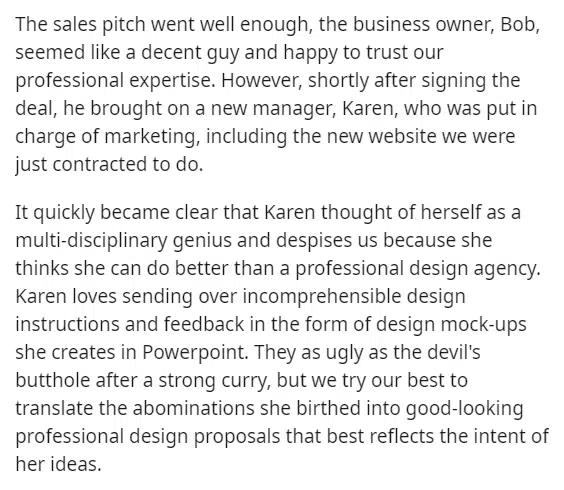 The sales pitch went well enough, the business owner, Bob,
seemed like a decent guy and happy to trust our
professional expertise. However, shortly after signing the
deal, he brought on a new manager, Karen, who was put in
charge of marketing, including the new website we were
just contracted to do.
It quickly became clear that Karen thought of herself as a
multi-disciplinary genius and despises us because she
thinks she can do better than a professional design agency.
Karen loves sending over incomprehensible design
instructions and feedback in the form of design mock-ups
she creates in Powerpoint. They as ugly as the devil's
butthole after a strong curry, but we try our best to
translate the abominations she birthed into good-looking
professional design proposals that best reflects the intent of
her ideas.